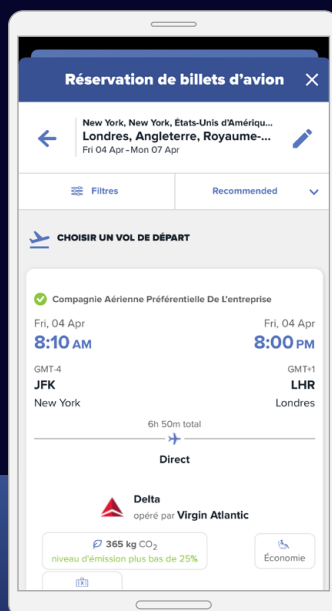 Réservation de billets d’avion
New York, New York, États-Unis d’Amériqu...
Londres, Angleterre, Royaume-...
Fri 04 Apr - Mon 07 Apr
Filtres Recommended
CHOISIR UN VOL DE DÉPART
Compagnie Aérienne Préférentielle De L’entreprise
Fri, 04 Apr Fri, 04 Apr
8:10 AM 8:00 PM
GMT-4 GMT+1
JFK LHR
New York Londres
6h 50m total
Direct
Delta
opéré par Virgin Atlantic
365 kg CO2
niveau d’émission plus bas de 25%
Économie